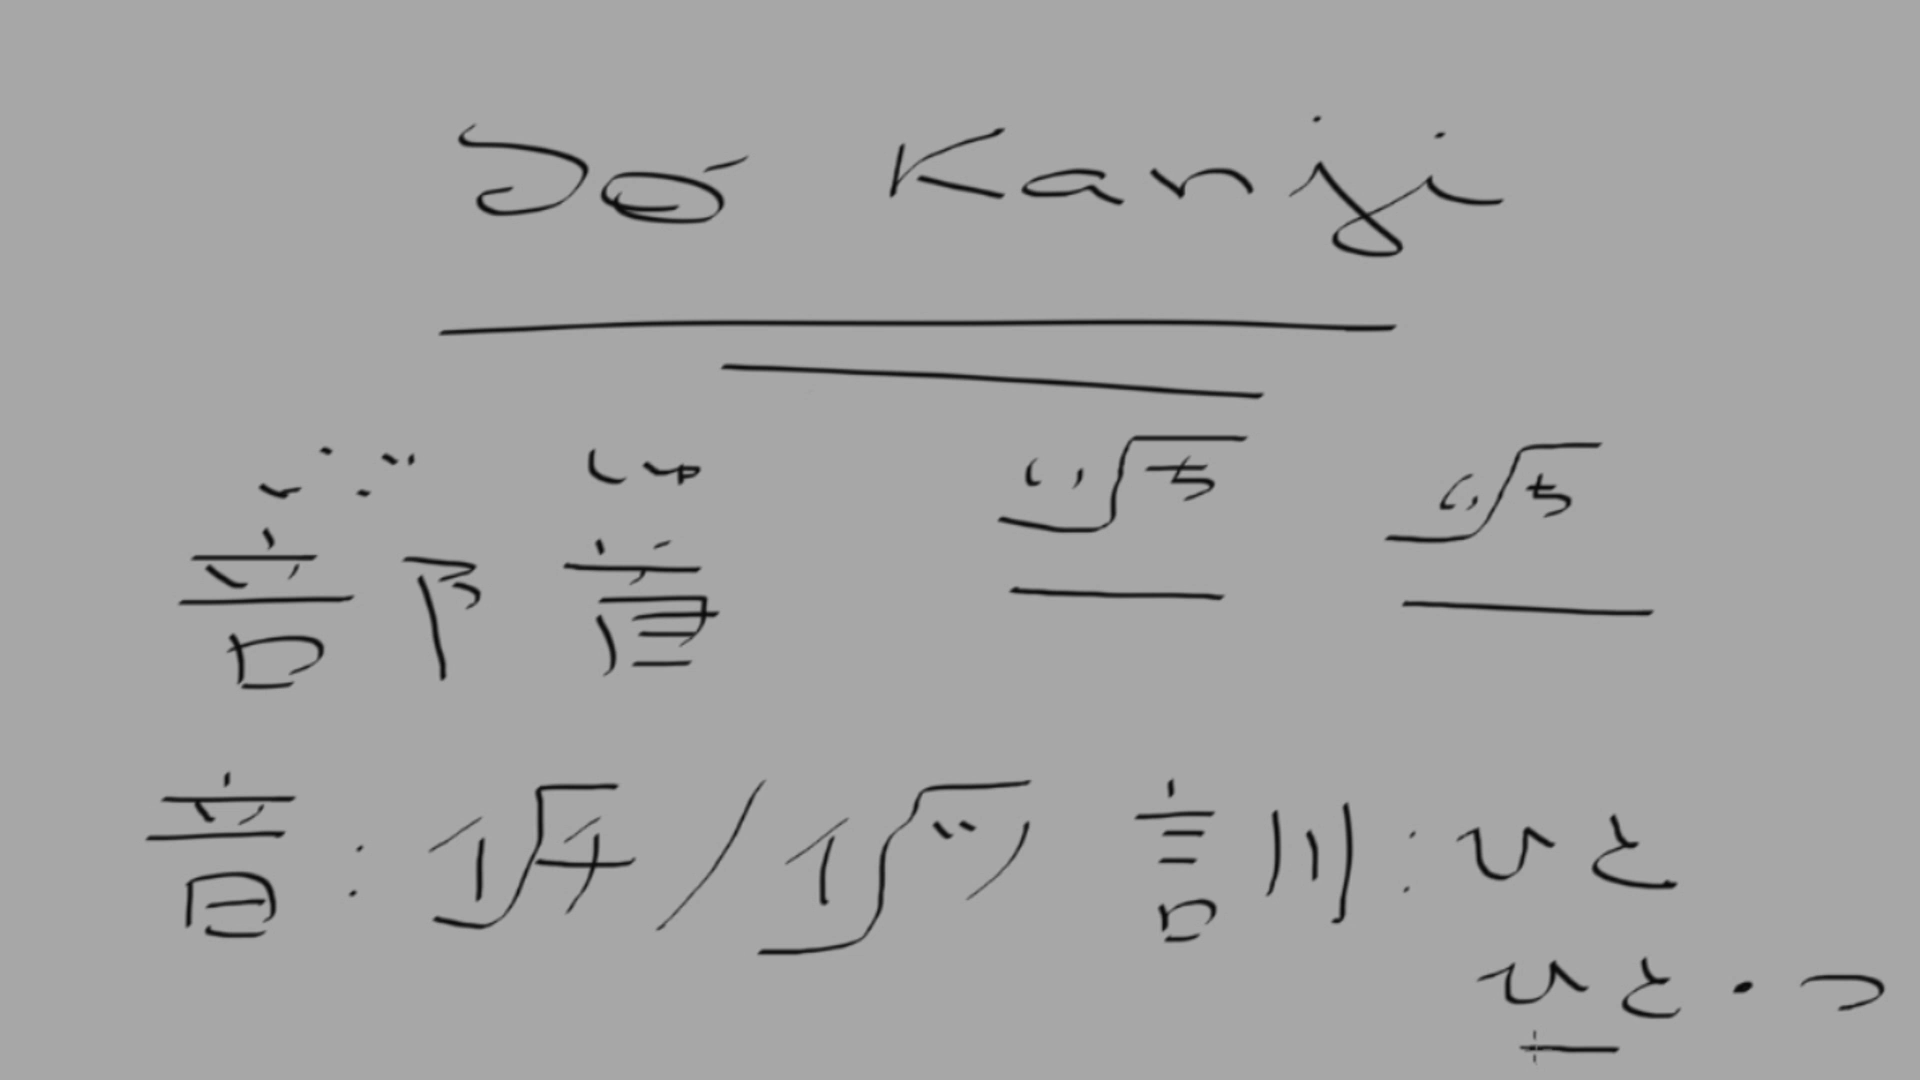 Kanji
ぶ しゅ いち いち
部首 一 一
音: イチ / イツ 訓: ひと
ひと・つ